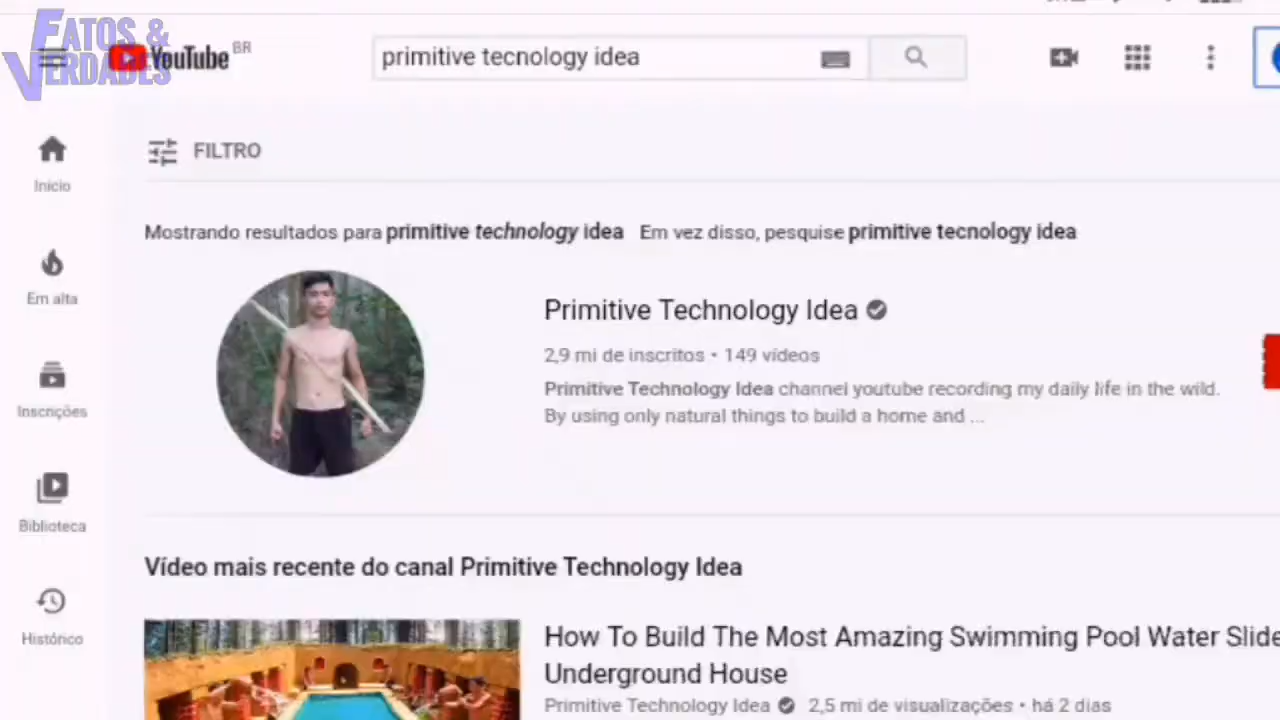 FATOS &
VERDADES
YouTube BR
primitive tecnology idea
FILTRO
Início
Mostrando resultados para primitive technology idea Em vez disso, pesquise primitive tecnology idea
Em alta
Primitive Technology Idea
2,9 mi de inscritos • 149 vídeos
Primitive Technology Idea channel youtube recording my daily life in the wild.
By using only natural things to build a home and ...
Inscrições
Biblioteca
Vídeo mais recente do canal Primitive Technology Idea
Histórico
How To Build The Most Amazing Swimming Pool Water Slide
Underground House
Primitive Technology Idea 2,5 mi de visualizações • há 2 dias